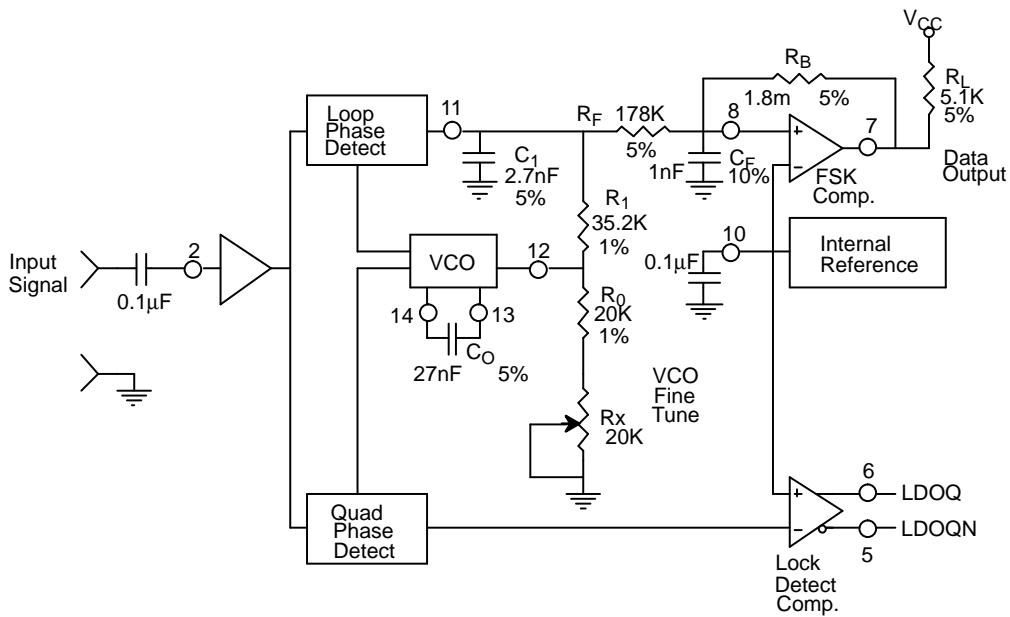 VCC
RB
1.8m 5%
RL
5.1K
5%
Loop
Phase
Detect
11
RF
178K
5%
8
7
+
−
C1
2.7nF
5%
1nF
CF
10%
FSK
Comp.
Data
Output
R1
35.2K
1%
Input
Signal
2
0.1µF
VCO
12
10
0.1µF
Internal
Reference
14
13
CO
27nF 5%
R0
20K
1%
VCO
Fine
Tune
Rx
20K
Quad
Phase
Detect
+
−
6
LDOQ
LDOQN
5
Lock
Detect
Comp.